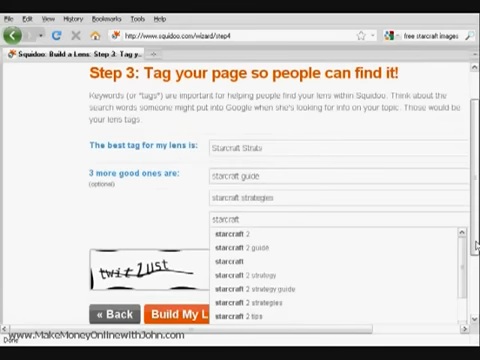 File Edit View History Bookmarks Tools Help
http://www.squidoo.com/wizard/step4
free starcraft images
Squidoo: Build a Lens: Step 3: Tag y...
Step 3: Tag your page so people can find it!
Keywords (or "tags") are important for helping people find your lens within Squidoo. Think about the
search words someone might put into Google when she's looking for info on your topic. Those would be
your lens tags.
The best tag for my lens is:
Starcraft Strats
3 more good ones are:
(optional)
starcraft guide
starcraft strategies
starcraft
starcraft 2
starcraft 2 guide
starcraft
starcraft 2 strategy
starcraft 2 strategy guide
starcraft 2 strategies
starcraft 2 tips
« Back
Build My L
www.MakeMoneyOnlinewithJohn.com
Done